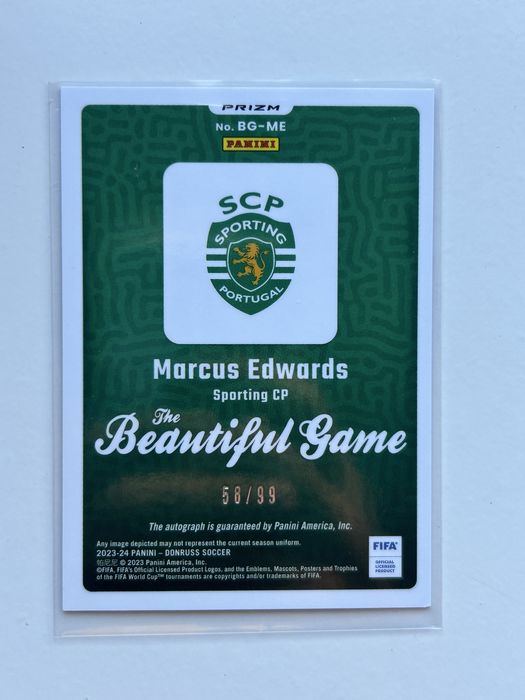 PRIZM
No. BG-ME
PANINI
SCP
SPORTING
PORTUGAL
Marcus Edwards
Sporting CP
The
Beautiful Game
58/99
The autograph is guaranteed by Panini America, Inc.
Any image depicted may not represent the current season uniform.
2023-24 PANINI – DONRUSS SOCCER
帕尼尼 © 2023 Panini America, Inc.
©FIFA, FIFA's Official Licensed Product Logos, and the Emblems, Mascots, Posters and Trophies
of the FIFA World Cup™ tournaments are copyrights and/or trademarks of FIFA.
FIFA®
OFFICIAL
LICENSED
PRODUCT